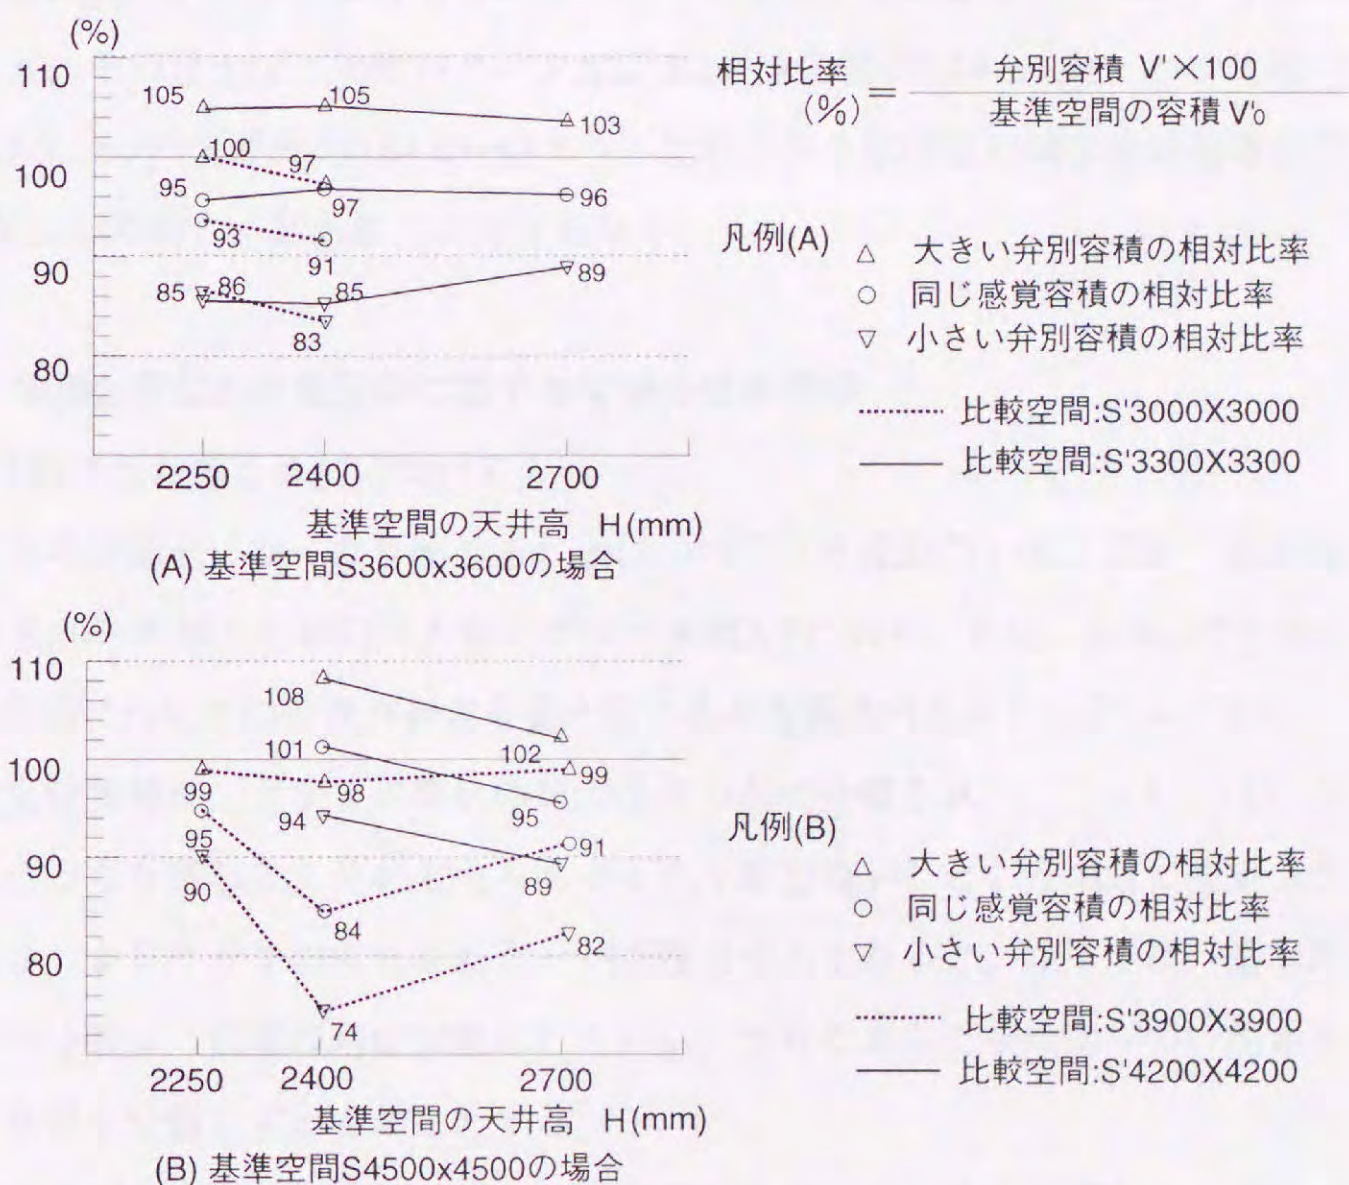 (%)
110
105
105
103
100
97
100
95
97
96
93
91
90
85
86
85
89
83
80
2250 2400 2700
基準空間の天井高 H(mm)
(A) 基準空間S3600x3600の場合
相対比率(%) = 弁別容積 V'×100
基準空間の容積 V'o
凡例(A)
△ 大きい弁別容積の相対比率
○ 同じ感覚容積の相対比率
▽ 小さい弁別容積の相対比率
比較空間:S'3000X3000
比較空間:S'3300X3300
(%)
110
108
101
102
100
99
98
99
94
95
95
91
90
90
89
84
82
80
74
2250 2400 2700
基準空間の天井高 H(mm)
(B) 基準空間S4500x4500の場合
凡例(B)
△ 大きい弁別容積の相対比率
○ 同じ感覚容積の相対比率
▽ 小さい弁別容積の相対比率
比較空間:S'3900X3900
比較空間:S'4200X4200